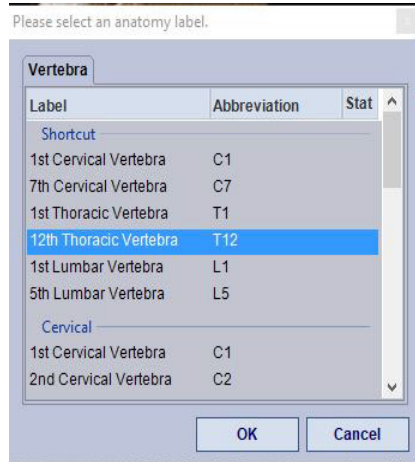 Please select an anatomy label.
Vertebra
Label Abbreviation Stat
Shortcut
1st Cervical Vertebra C1
7th Cervical Vertebra C7
1st Thoracic Vertebra T1
12th Thoracic Vertebra T12
1st Lumbar Vertebra L1
5th Lumbar Vertebra L5
Cervical
1st Cervical Vertebra C1
2nd Cervical Vertebra C2
OK Cancel